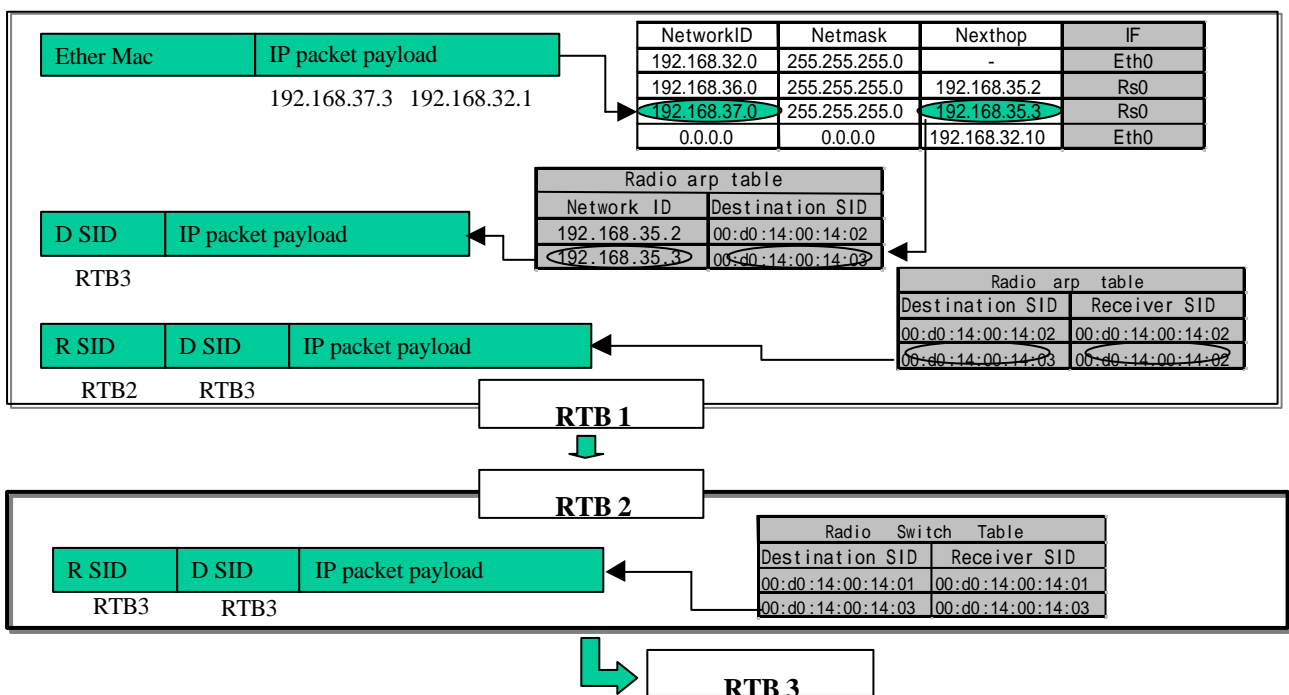 Ether Mac IP packet payload
192.168.37.3 192.168.32.1
NetworkID Netmask Nexthop IF
192.168.32.0 255.255.255.0 - Eth0
192.168.36.0 255.255.255.0 192.168.35.2 Rs0
192.168.37.0 255.255.255.0 192.168.35.3 Rs0
0.0.0.0 0.0.0.0 192.168.32.10 Eth0
Radio arp table
Network ID Destination SID
192.168.35.2 00:d0:14:00:14:02
192.168.35.3 00:d0:14:00:14:03
D SID IP packet payload
RTB3
Radio arp table
Destination SID Receiver SID
00:d0:14:00:14:02 00:d0:14:00:14:02
00:d0:14:00:14:03 00:d0:14:00:14:02
R SID D SID IP packet payload
RTB2 RTB3
RTB 1
RTB 2
Radio Switch Table
Destination SID Receiver SID
00:d0:14:00:14:01 00:d0:14:00:14:01
00:d0:14:00:14:03 00:d0:14:00:14:03
R SID D SID IP packet payload
RTB3 RTB3
RTB 3